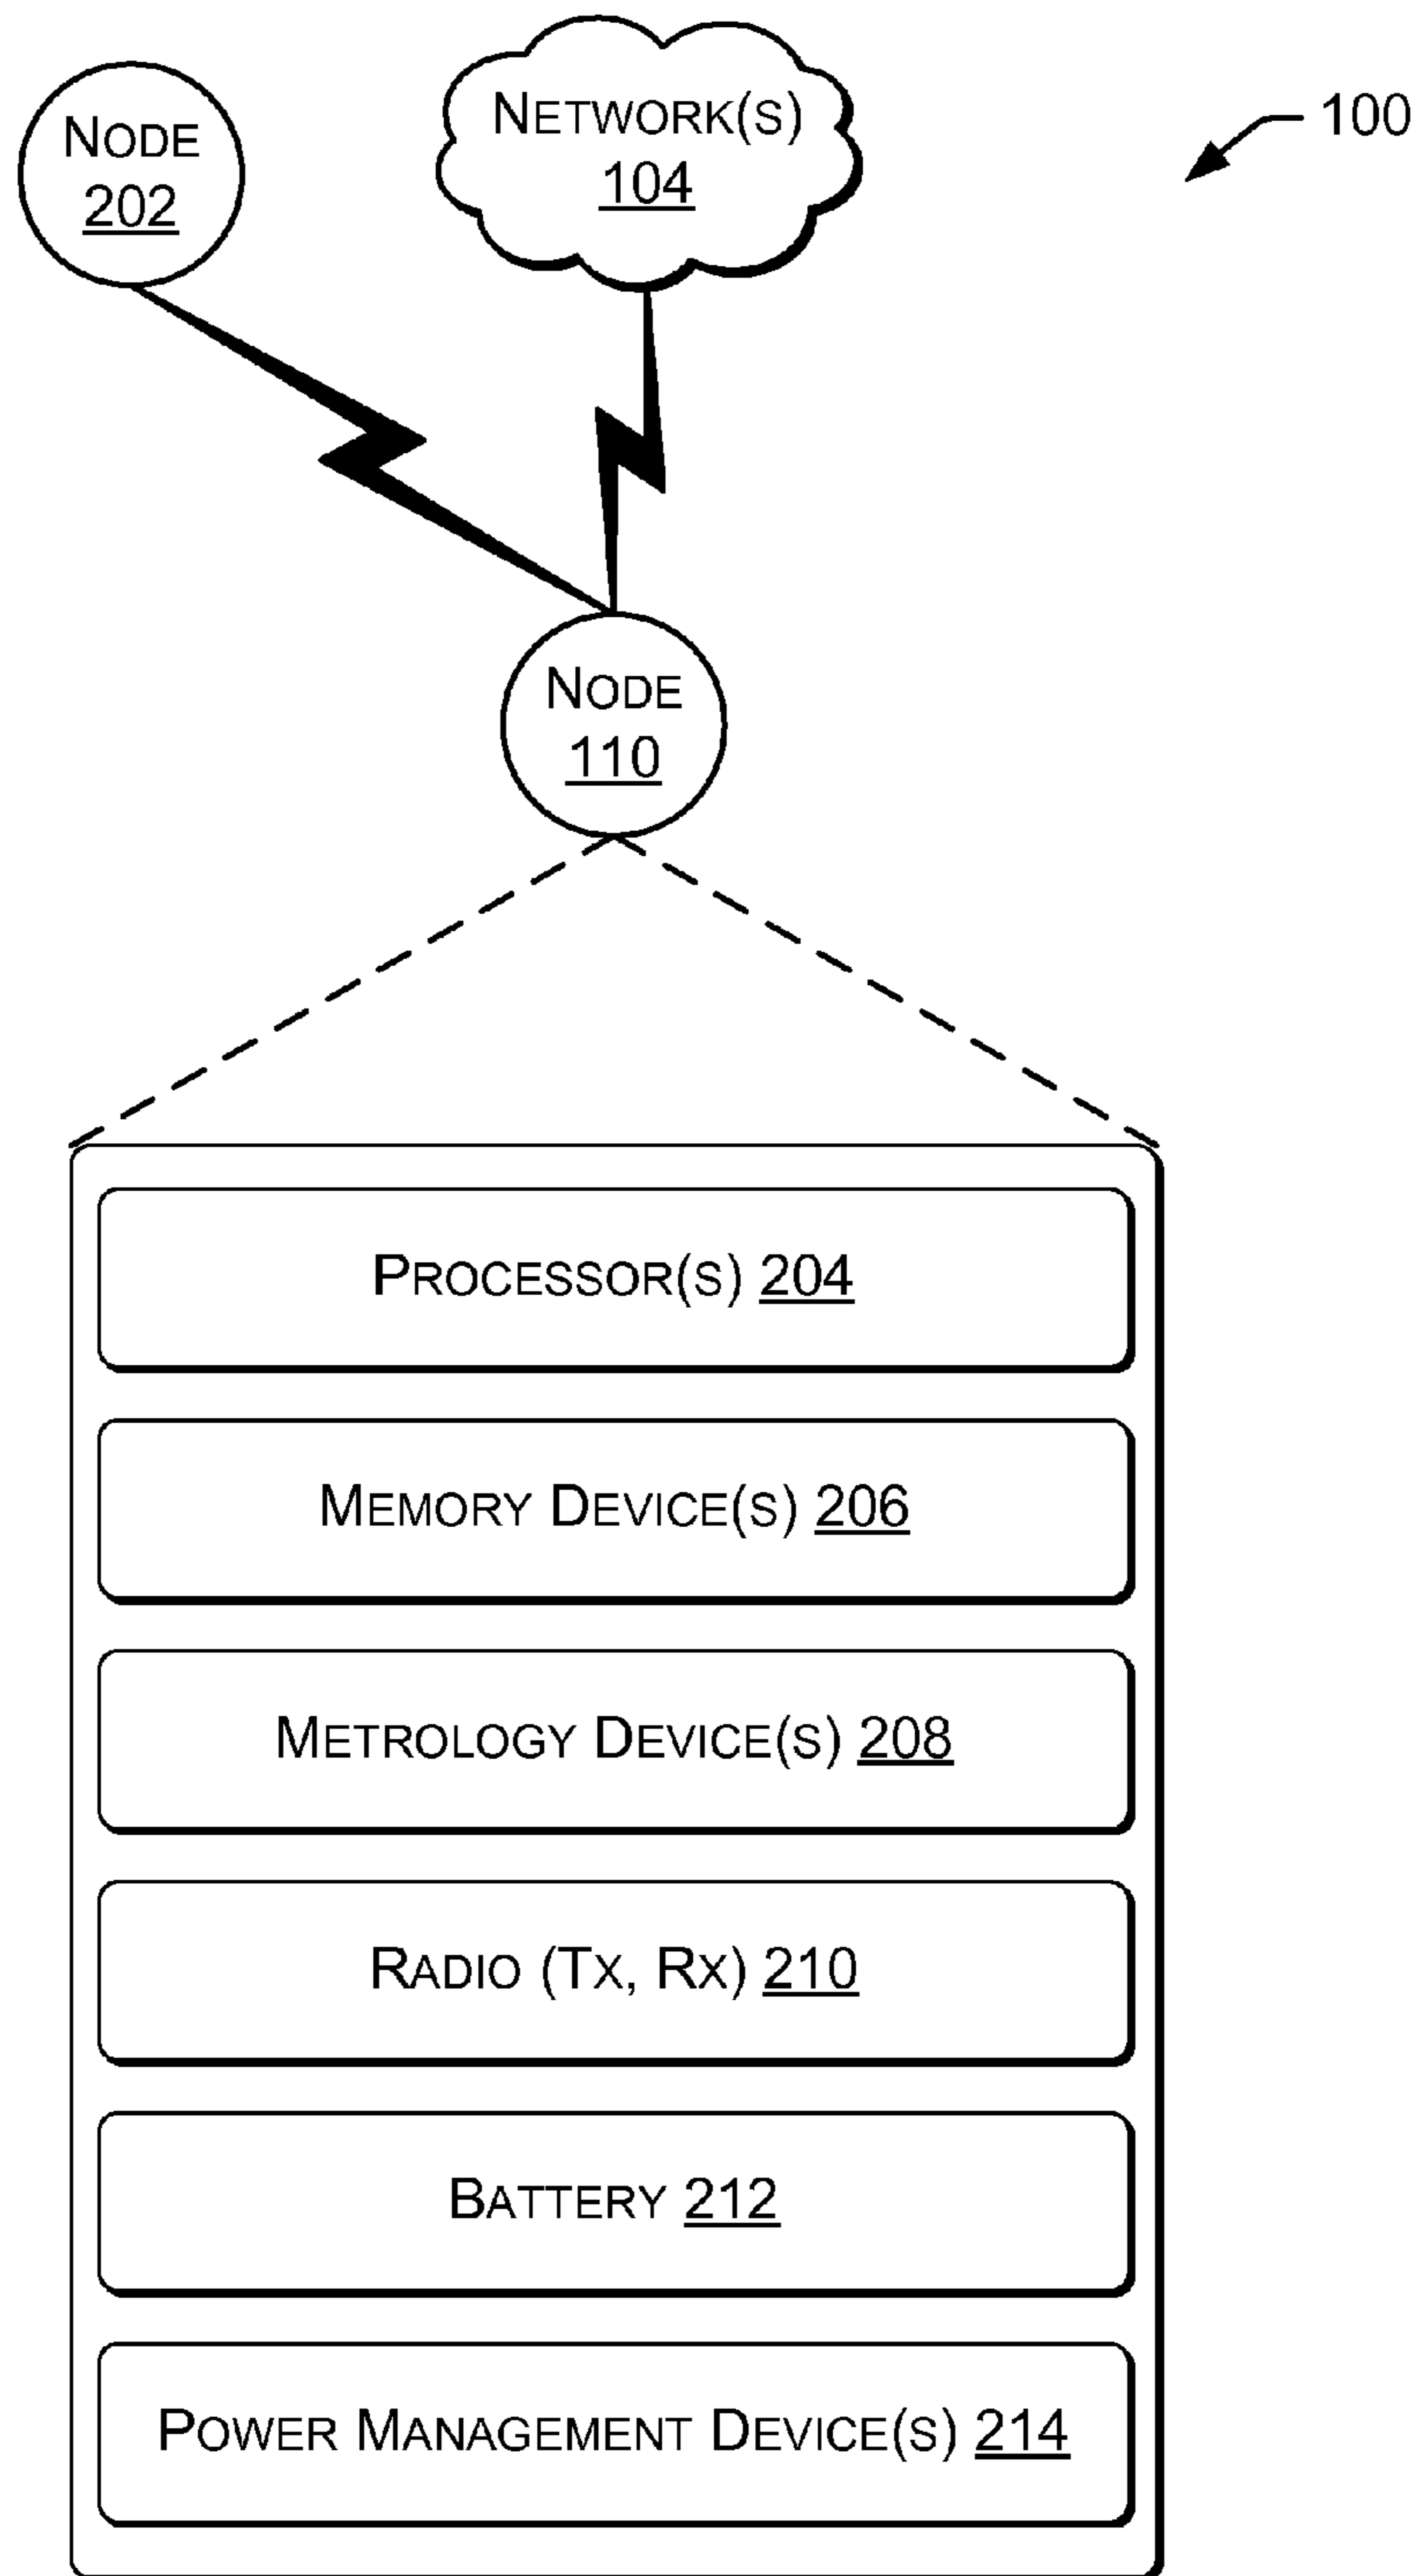 NODE
202
NETWORK(S)
104
100
NODE
110
PROCESSOR(S) 204
MEMORY DEVICE(S) 206
METROLOGY DEVICE(S) 208
RADIO (TX, RX) 210
BATTERY 212
POWER MANAGEMENT DEVICE(S) 214